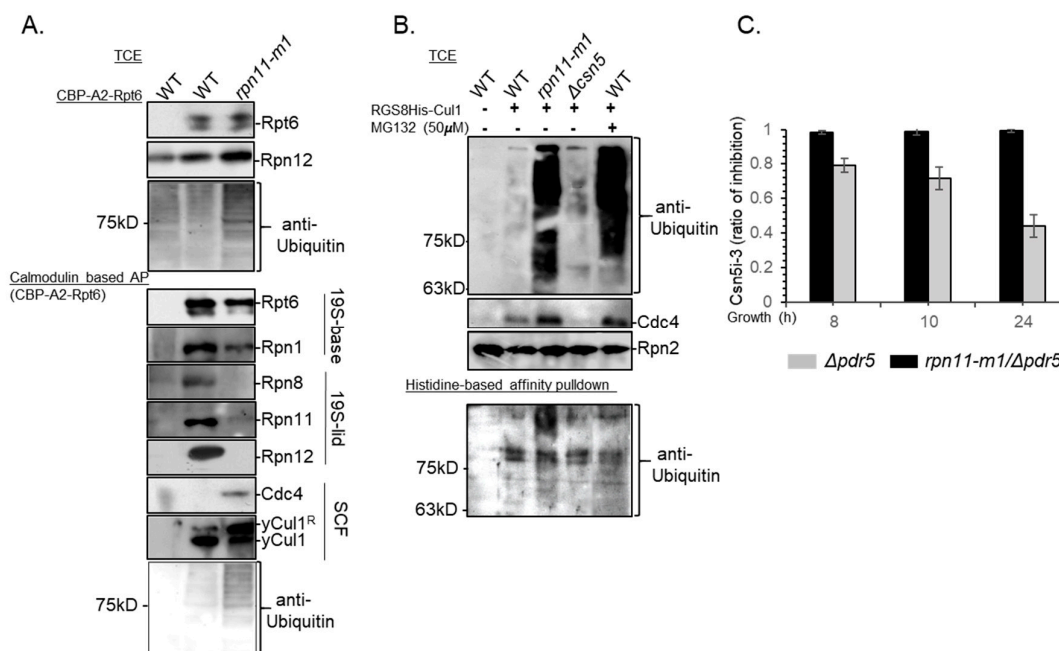 A.
TCE
CBP-A2-Rpt6
WT
WT
rpn11-m1
Rpt6
Rpn12
75kD
anti-
Ubiquitin
Calmodulin based AP
(CBP-A2-Rpt6)
Rpt6
Rpn1
19S-base
Rpn8
Rpn11
Rpn12
19S-lid
Cdc4
yCul1ᴿ
yCul1
SCF
75kD
anti-
Ubiquitin
B.
TCE
WT
WT
rpn11-m1
Δcsn5
WT
RGS8His-Cul1 - + + + +
MG132 (50µM) - - - - +
75kD
63kD
anti-
Ubiquitin
Cdc4
Rpn2
Histidine-based affinity pulldown
75kD
63kD
anti-
Ubiquitin
C.
Csn5i-3 (ratio of inhibition)
1
0.8
0.6
0.4
0.2
0
Growth (h) 8 10 24
Δpdr5 rpn11-m1/Δpdr5